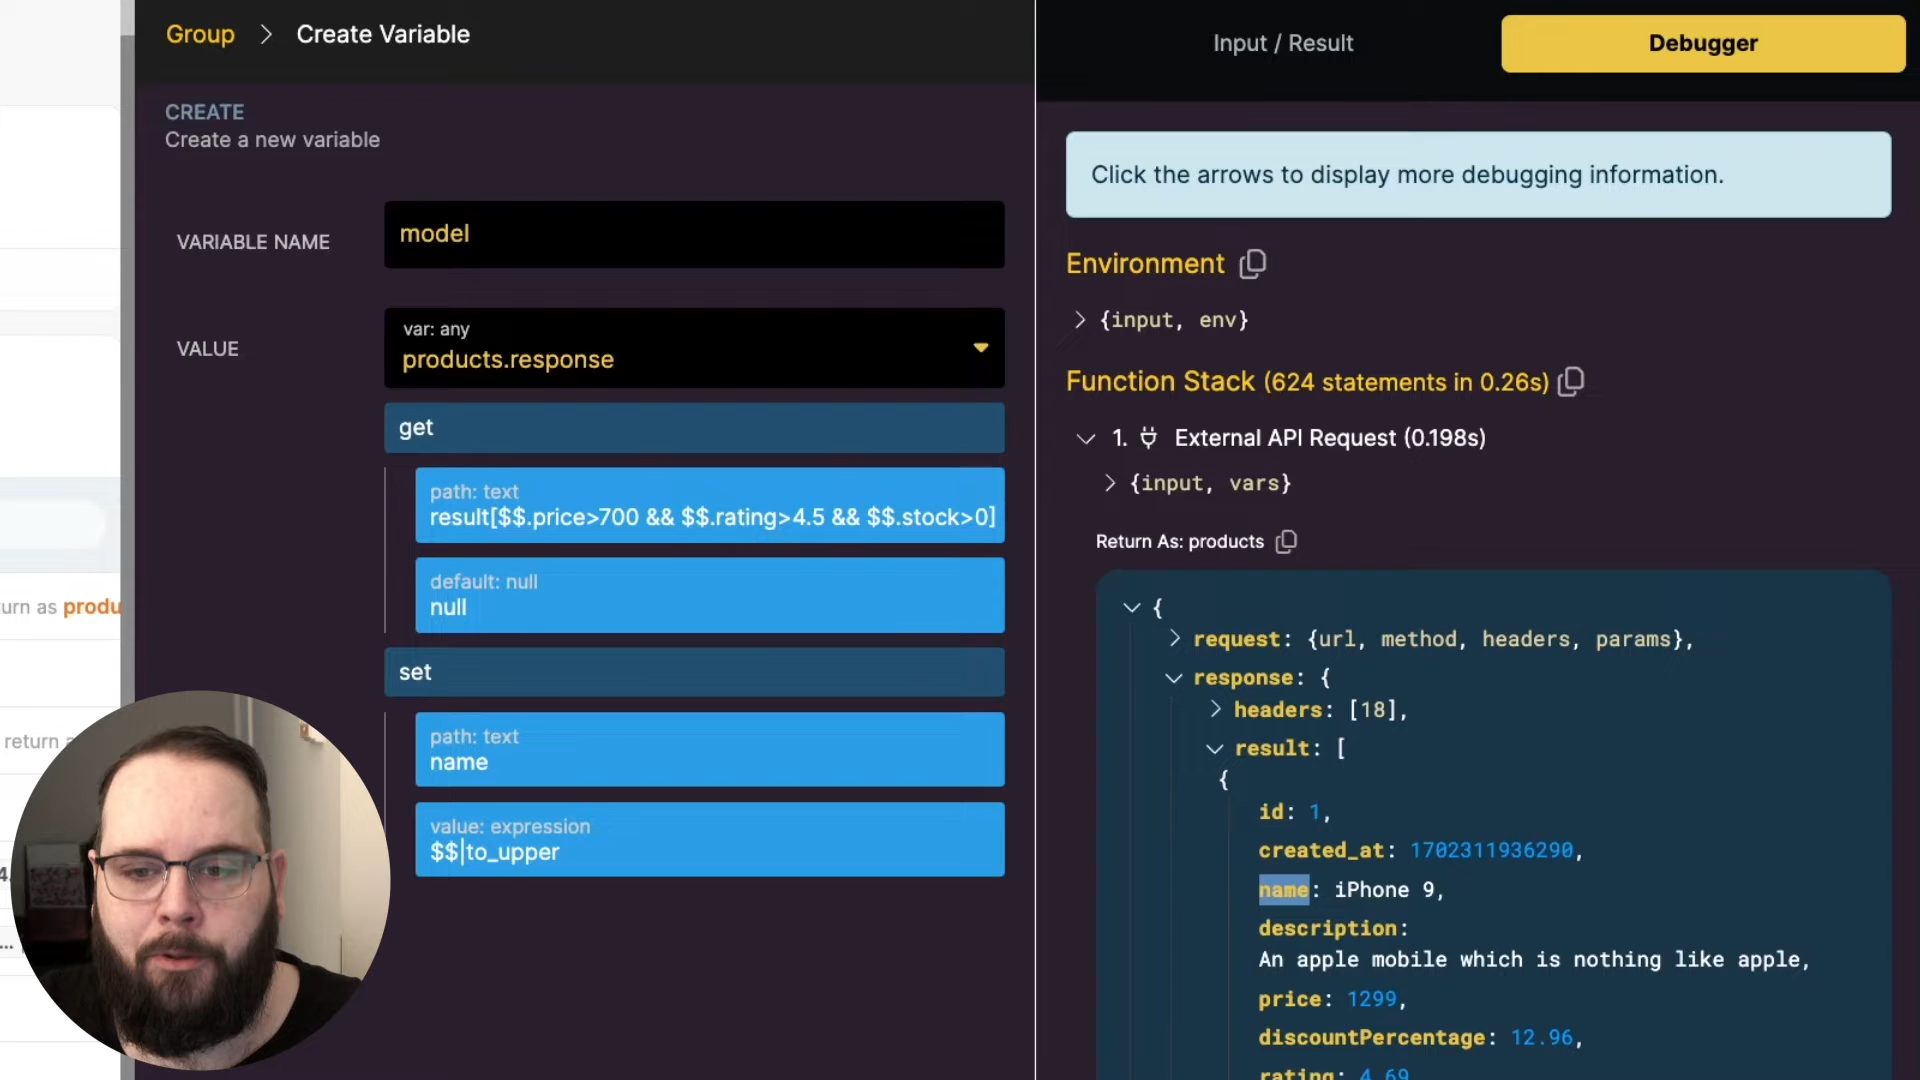 Group > Create Variable
CREATE
Create a new variable
VARIABLE NAME
model
VALUE
var: any
products.response
get
path: text
result[$$.price>700 && $$.rating>4.5 && $$.stock>0]
default: null
null
set
path: text
name
value: expression
$$|to_upper
urn as produ
return
4.
...
Input / Result
Debugger
Click the arrows to display more debugging information.
Environment
> {input, env}
Function Stack (624 statements in 0.26s)
1. External API Request (0.198s)
> {input, vars}
Return As: products
{
> request: {url, method, headers, params},
response: {
> headers: [18],
result: [
{
id: 1,
created_at: 1702311936290,
name: iPhone 9,
description:
An apple mobile which is nothing like apple,
price: 1299,
discountPercentage: 12.96,
rating: 4.69